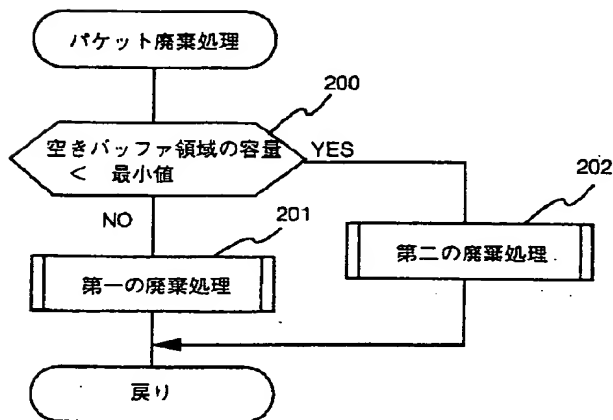 パケット廃棄処理
200
空きバッファ領域の容量
< 最小値
YES
NO
201
202
第一の廃棄処理
第二の廃棄処理
戻り